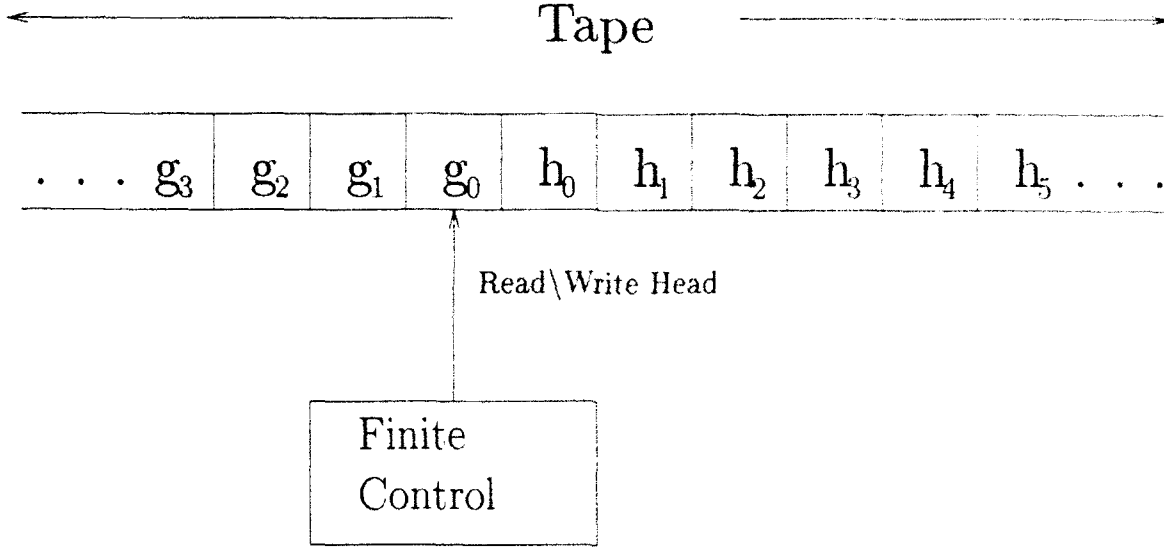 Tape
. . . g₃ g₂ g₁ g₀ h₀ h₁ h₂ h₃ h₄ h₅ . . .
Read\Write Head
Finite
Control